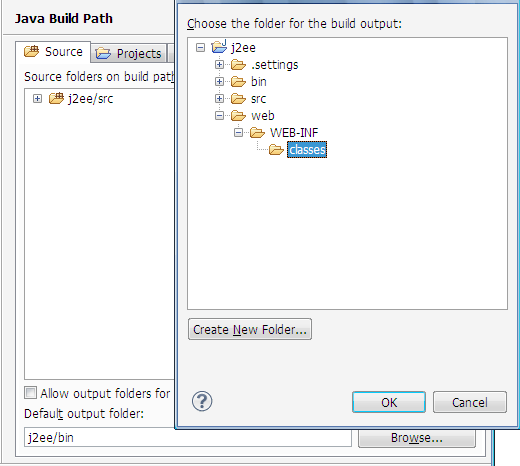 Java Build Path
Source
Projects
Source folders on build pat
j2ee/src
Allow output folders for
Default output folder:
j2ee/bin
Browse...
Choose the folder for the build output:
j2ee
.settings
bin
src
web
WEB-INF
classes
Create New Folder...
?
OK
Cancel